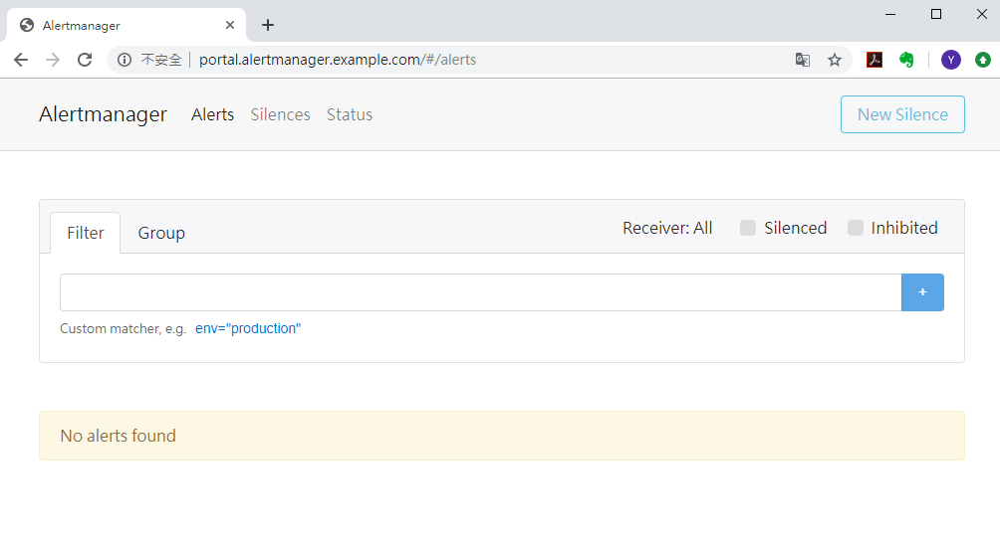 Alertmanager
不安全 portal.alertmanager.example.com/#/alerts
Y
Alertmanager Alerts Silences Status New Silence
Filter Group Receiver: All Silenced Inhibited
+
Custom matcher, e.g. env="production"
No alerts found